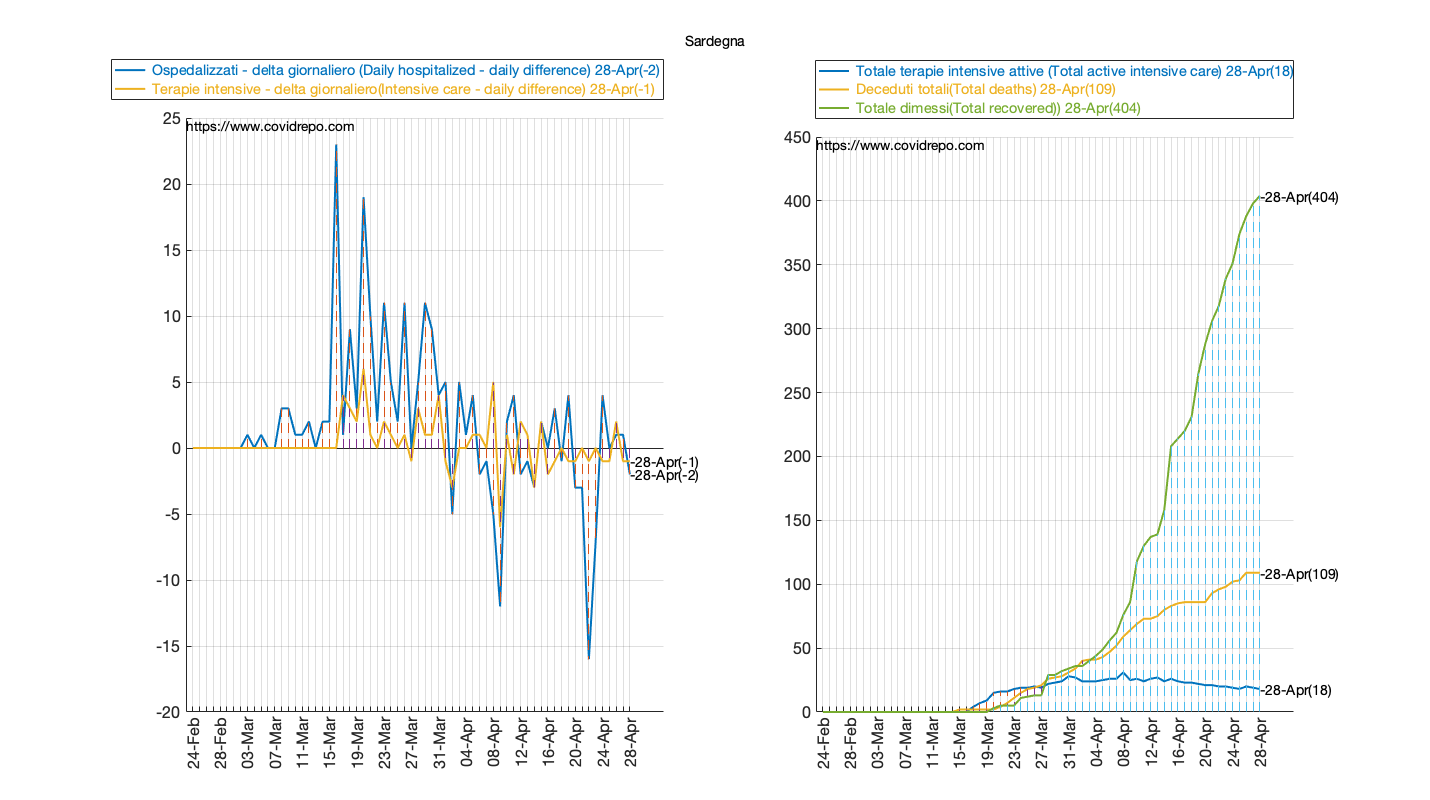 Sardegna
Ospedalizzati - delta giornaliero (Daily hospitalized - daily difference) 28-Apr(-2)
Terapie intensive - delta giornaliero(Intensive care - daily difference) 28-Apr(-1)
https://www.covidrepo.com
25
20
15
10
5
0
-5
-10
-15
-20
-28-Apr(-1)
-28-Apr(-2)
24-Feb
28-Feb
03-Mar
07-Mar
11-Mar
15-Mar
19-Mar
23-Mar
27-Mar
31-Mar
04-Apr
08-Apr
12-Apr
16-Apr
20-Apr
24-Apr
28-Apr
Totale terapie intensive attive (Total active intensive care) 28-Apr(18)
Deceduti totali(Total deaths) 28-Apr(109)
Totale dimessi(Total recovered)) 28-Apr(404)
https://www.covidrepo.com
450
400
350
300
250
200
150
100
50
0
-28-Apr(404)
-28-Apr(109)
-28-Apr(18)
24-Feb
28-Feb
03-Mar
07-Mar
11-Mar
15-Mar
19-Mar
23-Mar
27-Mar
31-Mar
04-Apr
08-Apr
12-Apr
16-Apr
20-Apr
24-Apr
28-Apr